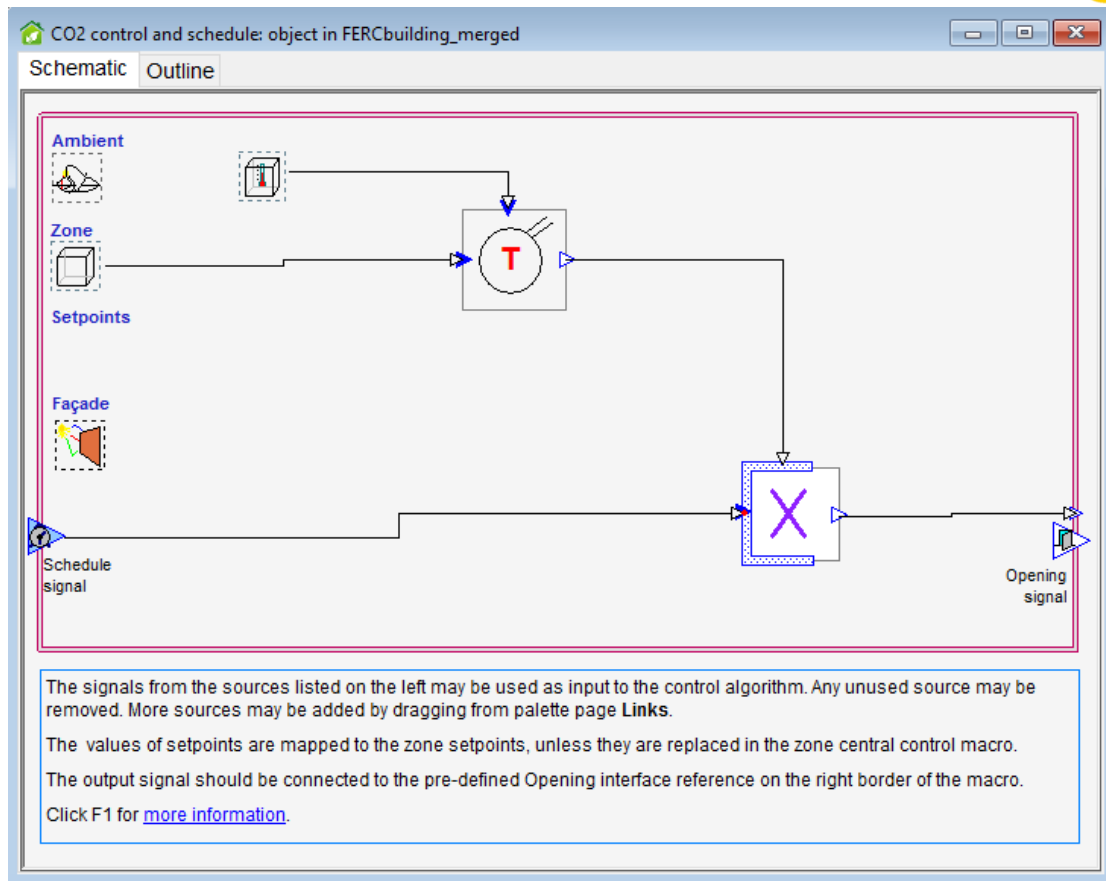 CO2 control and schedule: object in FERCbuilding_merged
Schematic
Outline
Ambient
Zone
T
Setpoints
Façade
X
Schedule
signal
Opening
signal
The signals from the sources listed on the left may be used as input to the control algorithm. Any unused source may be
removed. More sources may be added by dragging from palette page Links.
The values of setpoints are mapped to the zone setpoints, unless they are replaced in the zone central control macro.
The output signal should be connected to the pre-defined Opening interface reference on the right border of the macro.
Click F1 for more information.